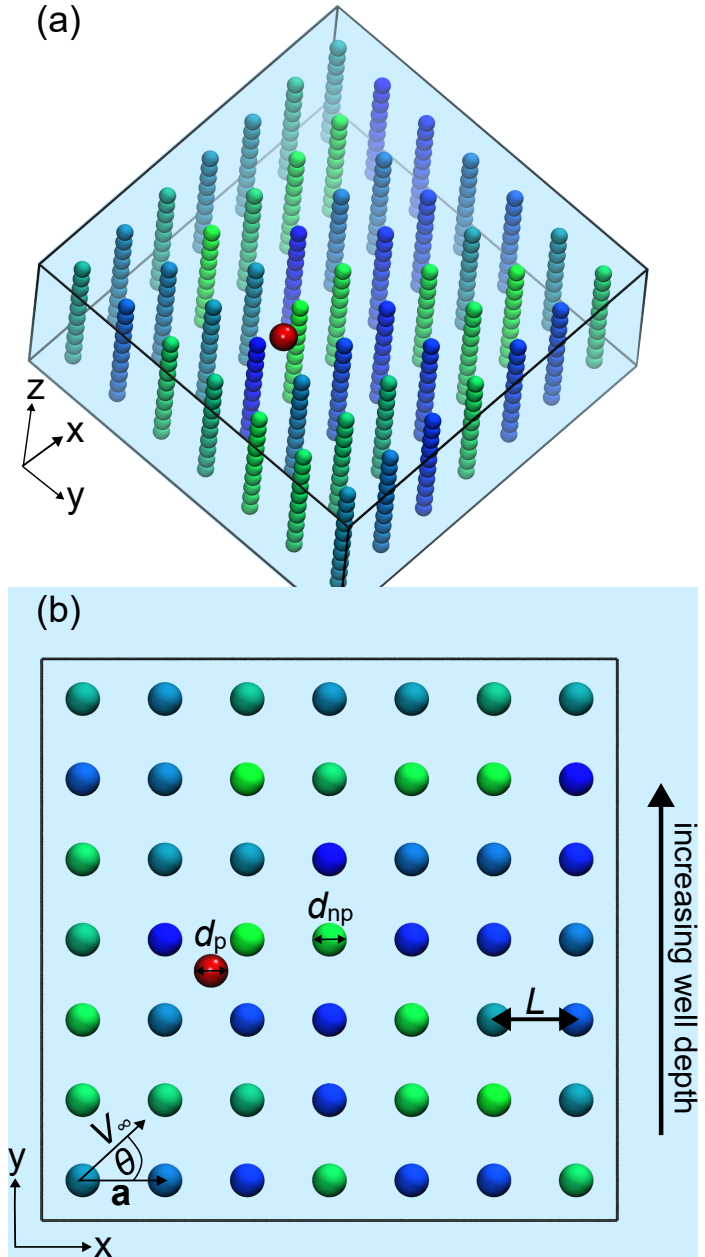 (a)
z
x
y
(b)
d_np
d_p
L
increasing well depth
V_∞
θ
a
y
x